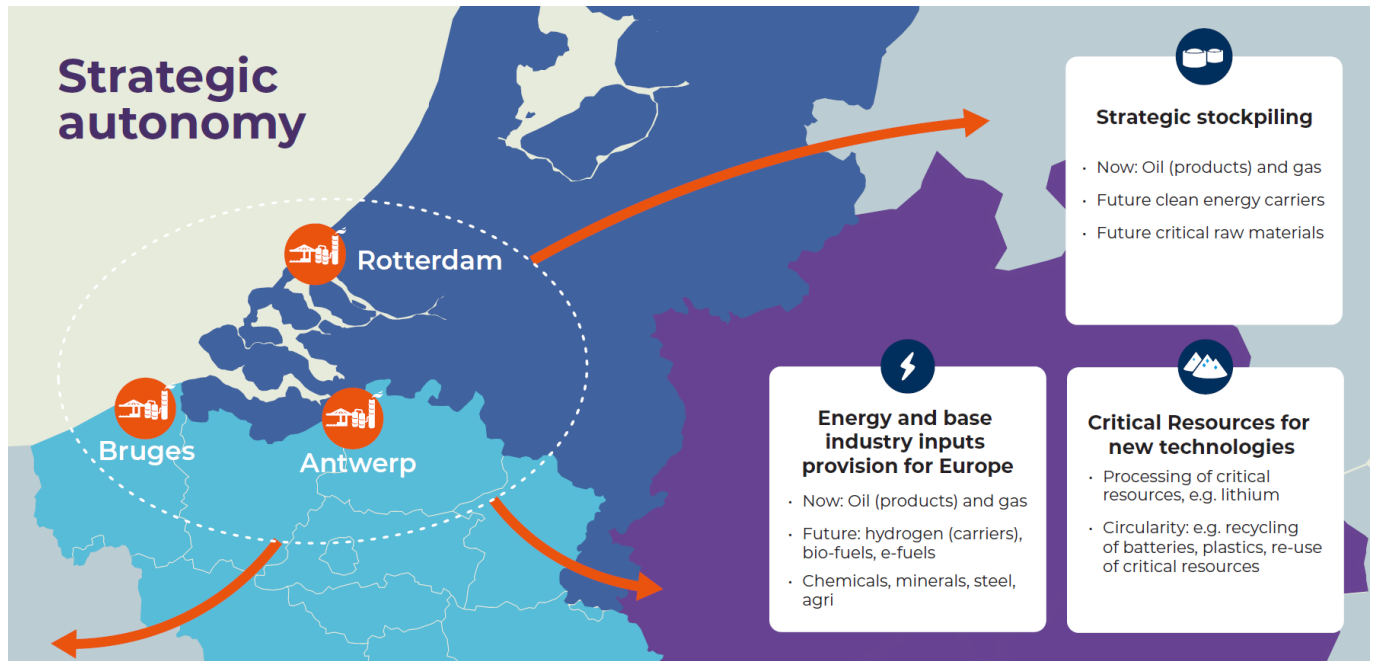 Strategic
autonomy
Rotterdam
Bruges
Antwerp
Strategic stockpiling
· Now: Oil (products) and gas
· Future clean energy carriers
· Future critical raw materials
Energy and base
industry inputs
provision for Europe
· Now: Oil (products) and gas
· Future: hydrogen (carriers),
bio-fuels, e-fuels
· Chemicals, minerals, steel,
agri
Critical Resources for
new technologies
· Processing of critical
resources, e.g. lithium
· Circularity: e.g. recycling
of batteries, plastics, re-use
of critical resources